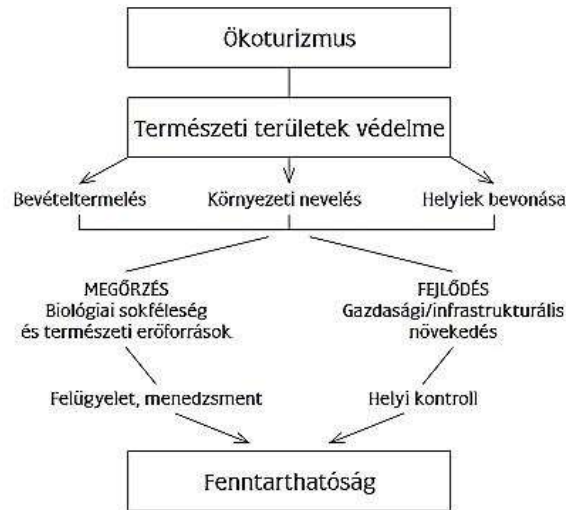 Ökoturizmus
Természeti területek védelme
Bevételtermelés
Környezeti nevelés
Helyiek bevonása
MEGŐRZÉS
Biológiai sokféleség
és természeti erőforrások
FEJLŐDÉS
Gazdasági/infrastrukturális
növekedés
Felügyelet, menedzsment
Helyi kontroll
Fenntarthatóság